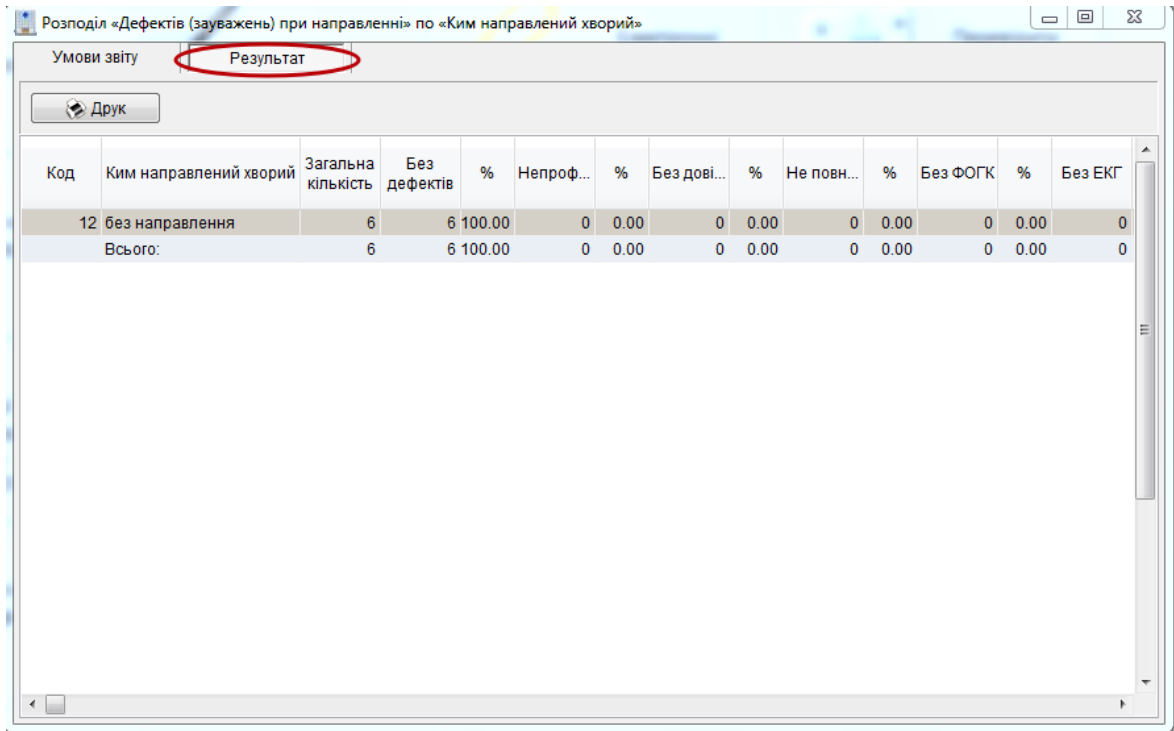 Розподіл «Дефектів (зауважень) при направленні» по «Ким направлений хворий»
Умови звіту Результат
Друк
Код Ким направлений хворий Загальна кількість Без дефектів % Непроф... % Без дові... % Не повн... % Без ФОГК % Без ЕКГ
12 без направлення 6 6 100.00 0 0.00 0 0.00 0 0.00 0 0.00 0
Всього: 6 6 100.00 0 0.00 0 0.00 0 0.00 0 0.00 0